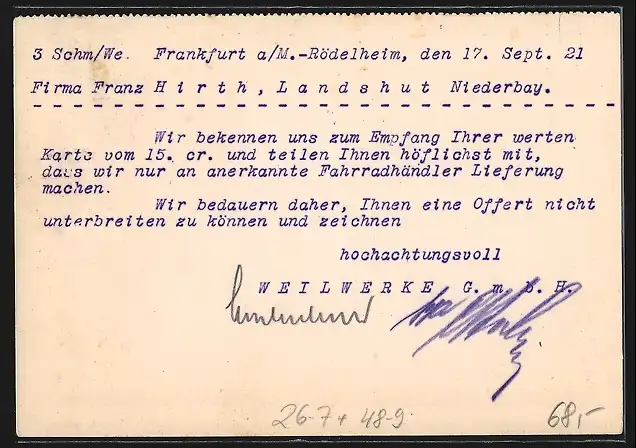 3 Schm/We. Frankfurt a/M.-Rödelheim, den 17. Sept. 21
Firma Franz H i r t h , L a n d s h u t Niederbay.
Wir bekennen uns zum Empfang Ihrer werten
Karte vom 15. cr. und teilen Ihnen höflichst mit,
dass wir nur an anerkannte Fahrradhändler Lieferung
machen.
Wir bedauern daher, Ihnen eine Offert nicht
unterbreiten zu können und zeichnen
hochachtungsvoll
W E I L W E R K E G. m. b. H.
26-7+ 48-9
68,-